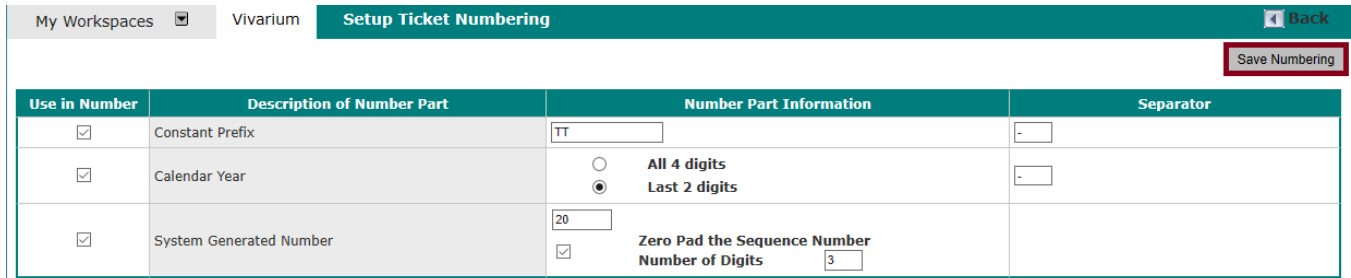 My Workspaces Vivarium Setup Ticket Numbering Back
Save Numbering
Use in Number Description of Number Part Number Part Information Separator
Constant Prefix TT -
All 4 digits
Calendar Year -
Last 2 digits
20
System Generated Number Zero Pad the Sequence Number
Number of Digits 3